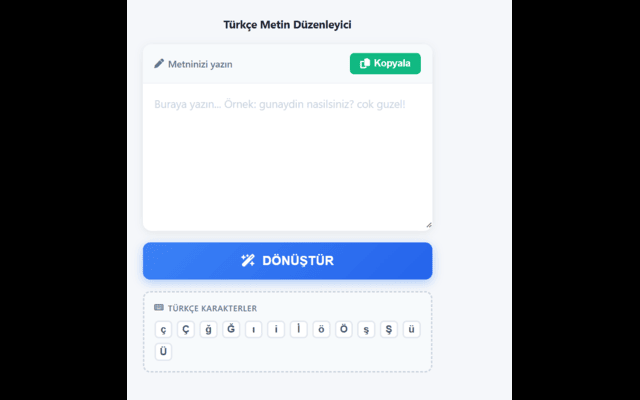 Türkçe Metin Düzenleyici
Metninizi yazın
Kopyala
Buraya yazın... Örnek: gunaydin nasilsiniz? cok guzel!
DÖNÜŞTÜR
TÜRKÇE KARAKTERLER
ç Ç ğ Ğ ı i İ ö Ö ş Ş ü
Ü